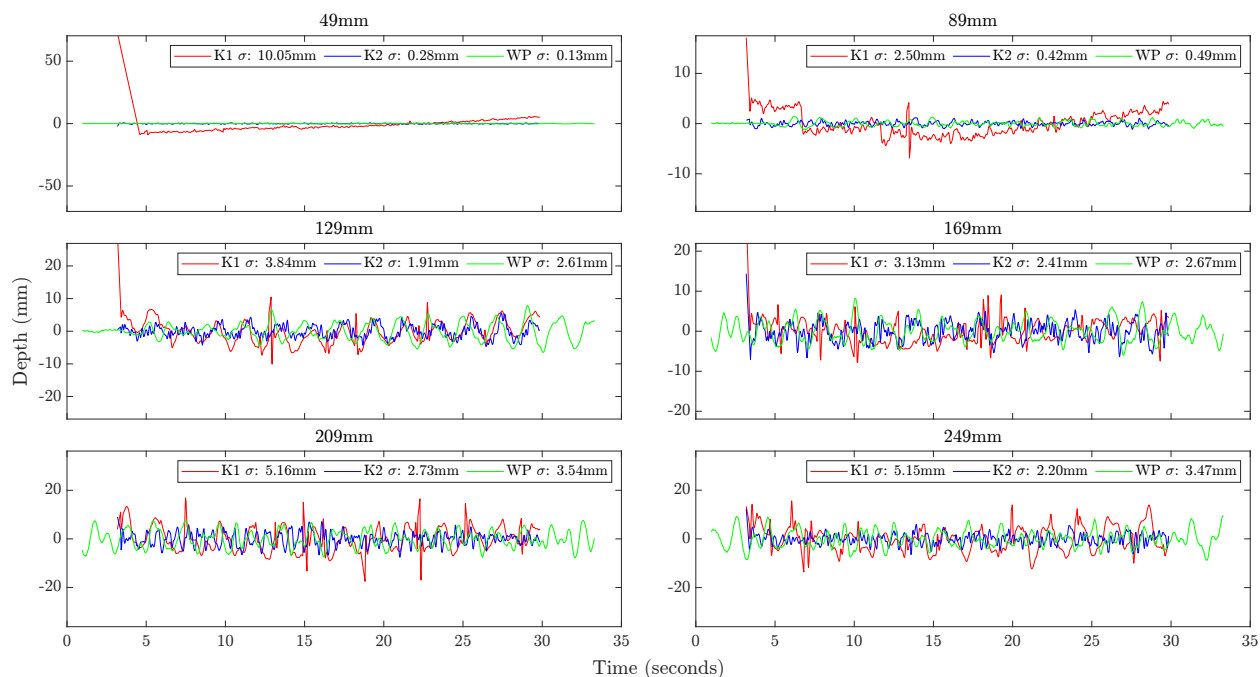 49mm
K1 σ: 10.05mm K2 σ: 0.28mm WP σ: 0.13mm
50
0
-50
89mm
K1 σ: 2.50mm K2 σ: 0.42mm WP σ: 0.49mm
10
0
-10
129mm
K1 σ: 3.84mm K2 σ: 1.91mm WP σ: 2.61mm
20
10
0
-10
-20
169mm
K1 σ: 3.13mm K2 σ: 2.41mm WP σ: 2.67mm
20
10
0
-10
-20
Depth (mm)
209mm
K1 σ: 5.16mm K2 σ: 2.73mm WP σ: 3.54mm
20
0
-20
0 5 10 15 20 25 30 35
249mm
K1 σ: 5.15mm K2 σ: 2.20mm WP σ: 3.47mm
20
0
-20
0 5 10 15 20 25 30 35
Time (seconds)